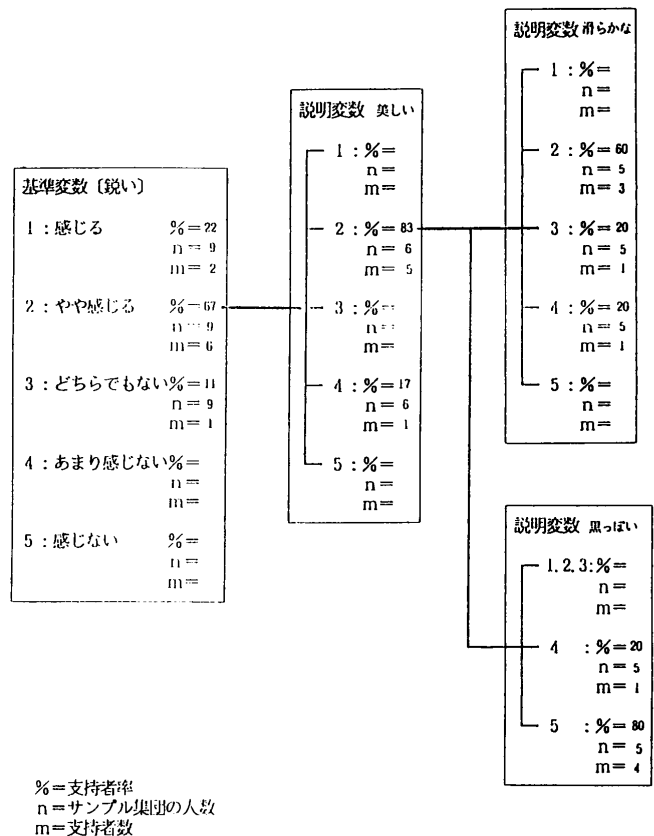 基準変数〔鋭い〕
1:感じる %=22
n=9
m=2
2:やや感じる %=67
n=9
m=6
3:どちらでもない%=11
n=9
m=1
4:あまり感じない%=
n=
m=
5:感じない %=
n=
m=
説明変数 美しい
1:%=
n=
m=
2:%=83
n=6
m=5
3:%=
n=
m=
4:%=17
n=6
m=1
5:%=
n=
m=
説明変数 滑らかな
1:%=
n=
m=
2:%=60
n=5
m=3
3:%=20
n=5
m=1
4:%=20
n=5
m=1
5:%=
n=
m=
説明変数 黒っぽい
1.2.3:%=
n=
m=
4 :%=20
n=5
m=1
5 :%=80
n=5
m=4
%=支持者率
n=サンプル集団の人数
m=支持者数